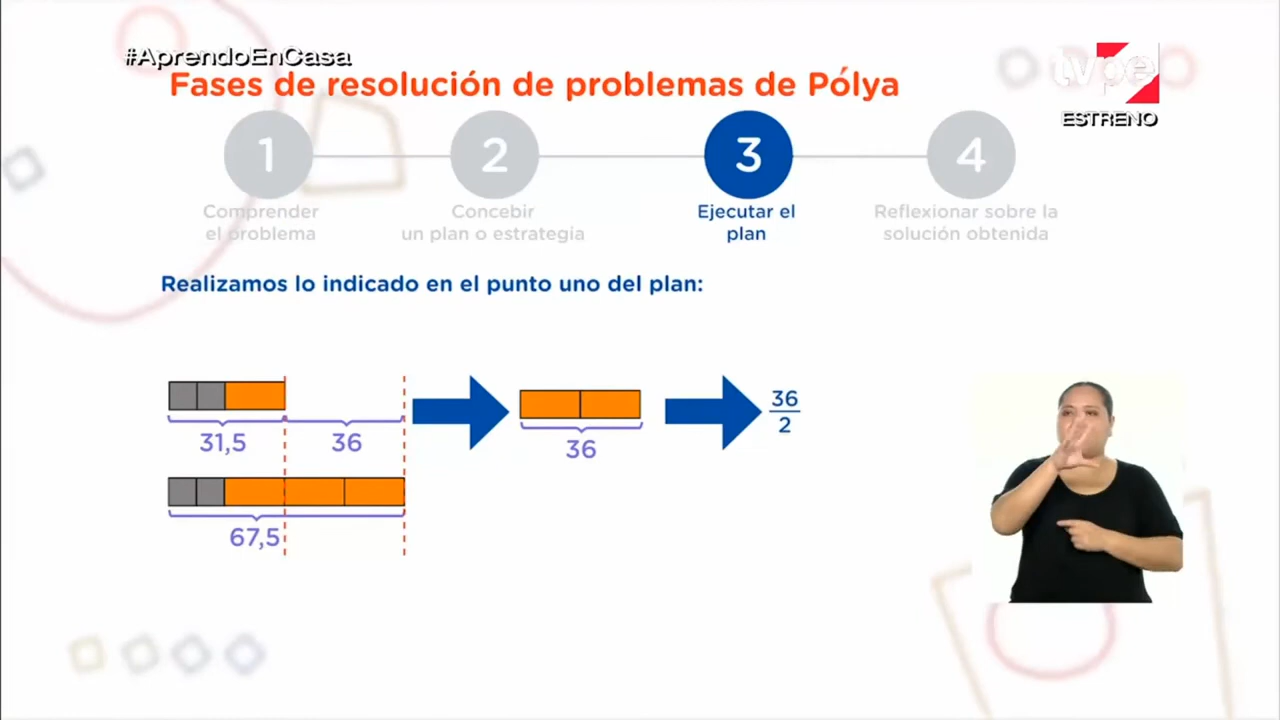 #AprendoEnCasa
tvpe
ESTRENO
Fases de resolución de problemas de Pólya
1
2
3
4
Comprender
el problema
Concebir
un plan o estrategia
Ejecutar el
plan
Reflexionar sobre la
solución obtenida
Realizamos lo indicado en el punto uno del plan:
31,5
36
67,5
36
36
2